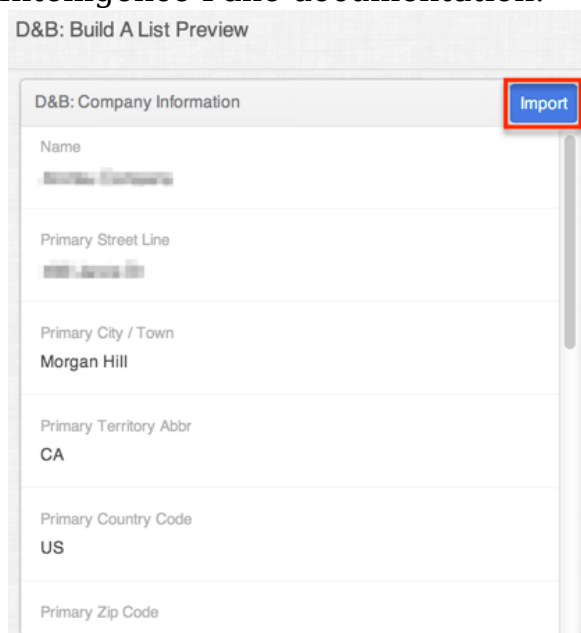 D&B: Build A List Preview
D&B: Company Information
Import
Name
Primary Street Line
Primary City / Town
Morgan Hill
Primary Territory Abbr
CA
Primary Country Code
US
Primary Zip Code